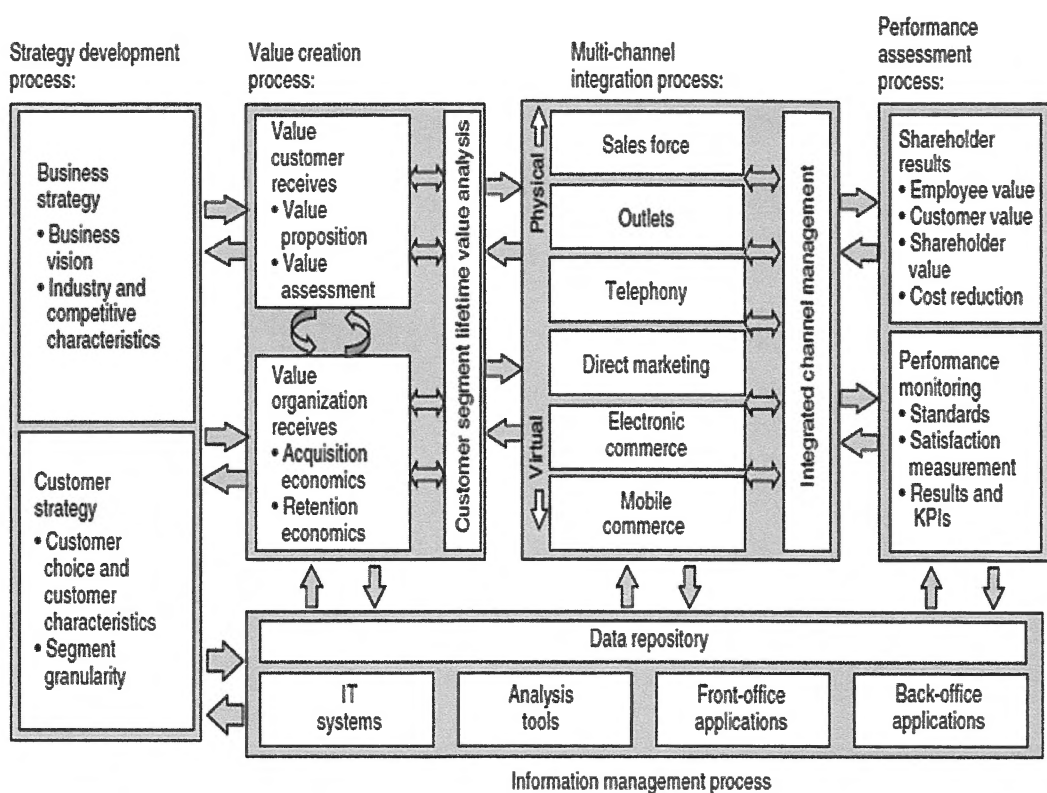 Strategy development
process:
Business
strategy
• Business
vision
• Industry and
competitive
characteristics
Customer
strategy
• Customer
choice and
customer
characteristics
• Segment
granularity
Value creation
process:
Value
customer
receives
• Value
proposition
• Value
assessment
Value
organization
receives
• Acquisition
economics
• Retention
economics
Customer segment lifetime value analysis
Multi-channel
integration process:
Physical
Virtual
Sales force
Outlets
Telephony
Direct marketing
Electronic
commerce
Mobile
commerce
Integrated channel management
Performance
assessment
process:
Shareholder
results
• Employee value
• Customer value
• Shareholder
value
• Cost reduction
Performance
monitoring
• Standards
• Satisfaction
measurement
• Results and
KPIs
Data repository
IT
systems
Analysis
tools
Front-office
applications
Back-office
applications
Information management process